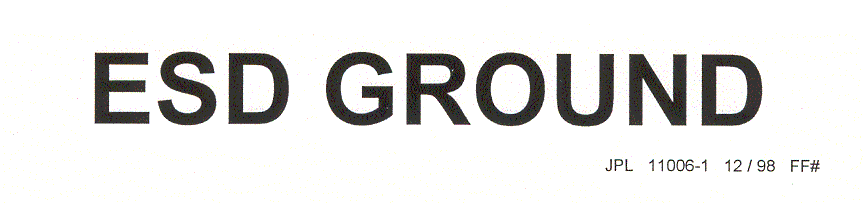 ESD GROUND
JPL 11006-1 12 / 98 FF#